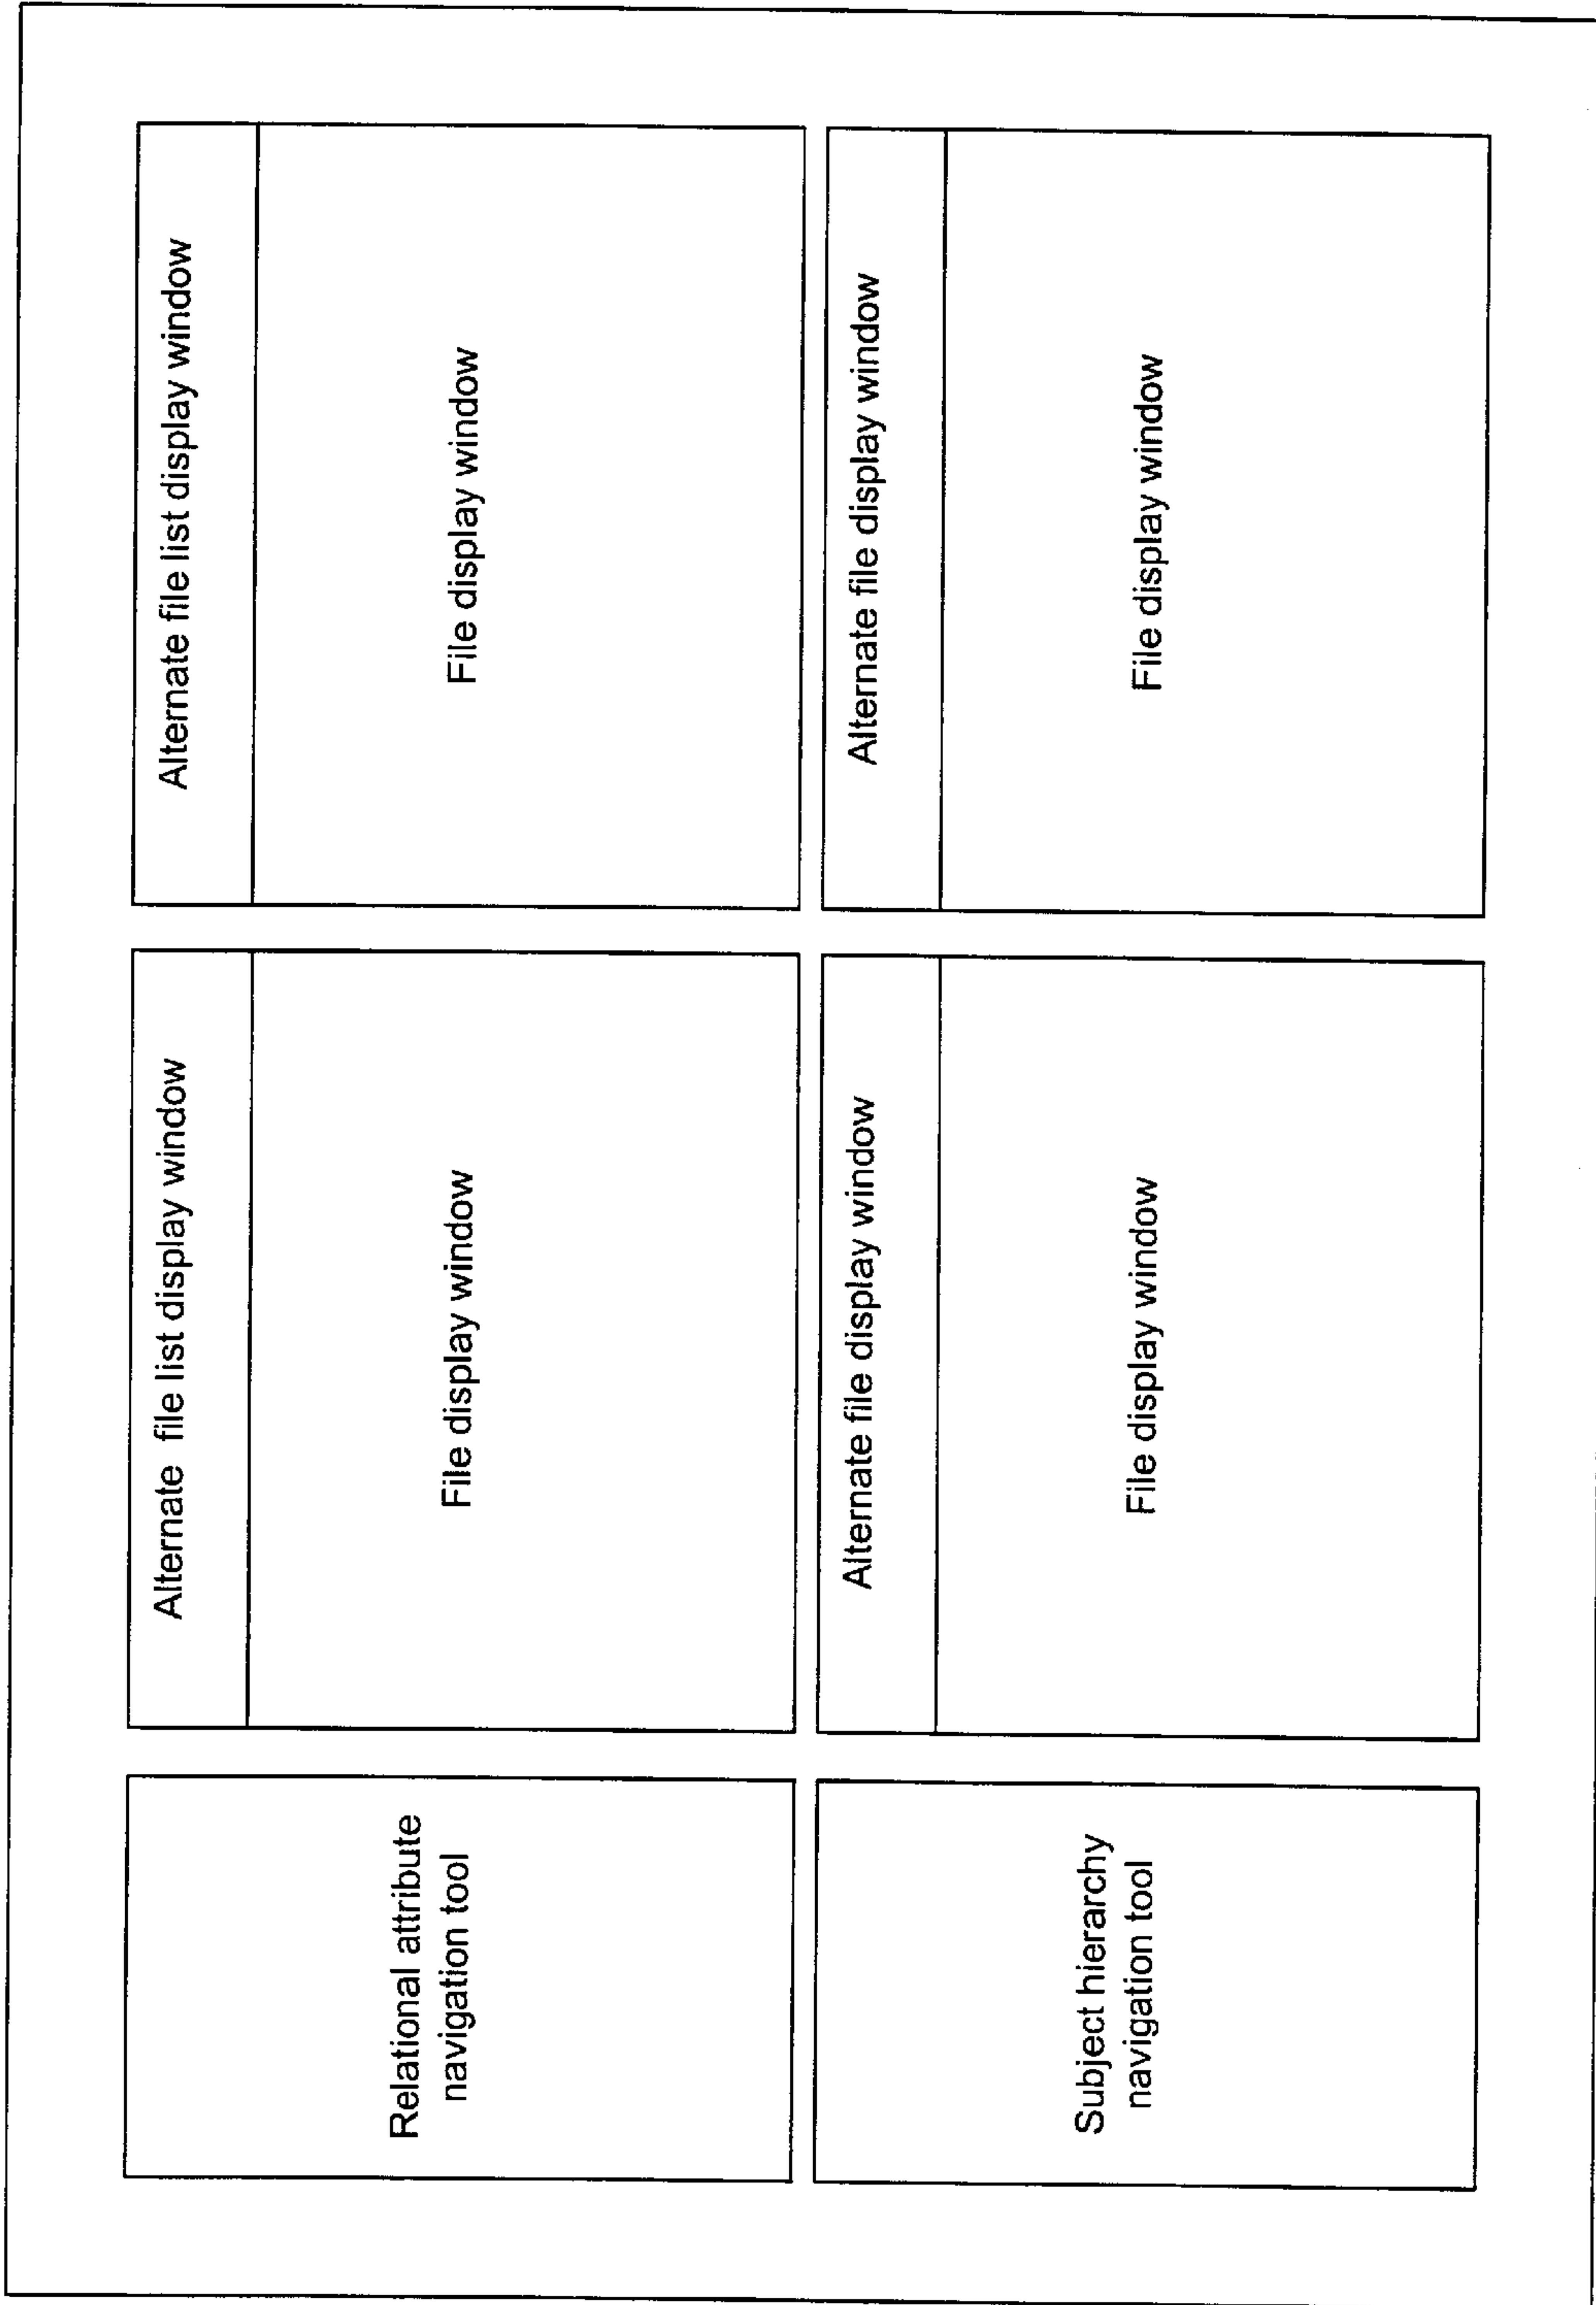 Relational attribute
navigation tool
Alternate file list display window
File display window
Alternate file list display window
File display window
Subject hierarchy
navigation tool
Alternate file display window
File display window
Alternate file display window
File display window